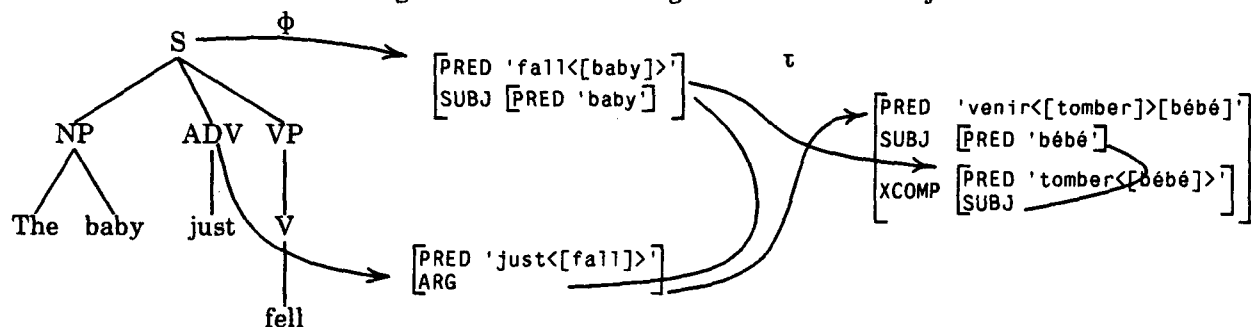 ϕ
S
τ
[PRED 'fall<[baby]>'
SUBJ [PRED 'baby']]
[PRED 'venir<[tomber]>[bébé]'
SUBJ [PRED 'bébé']
XCOMP [PRED 'tomber<[bébé]>'
SUBJ]]
NP ADV VP
The baby just V
[PRED 'just<[fall]>'
ARG ]
fell